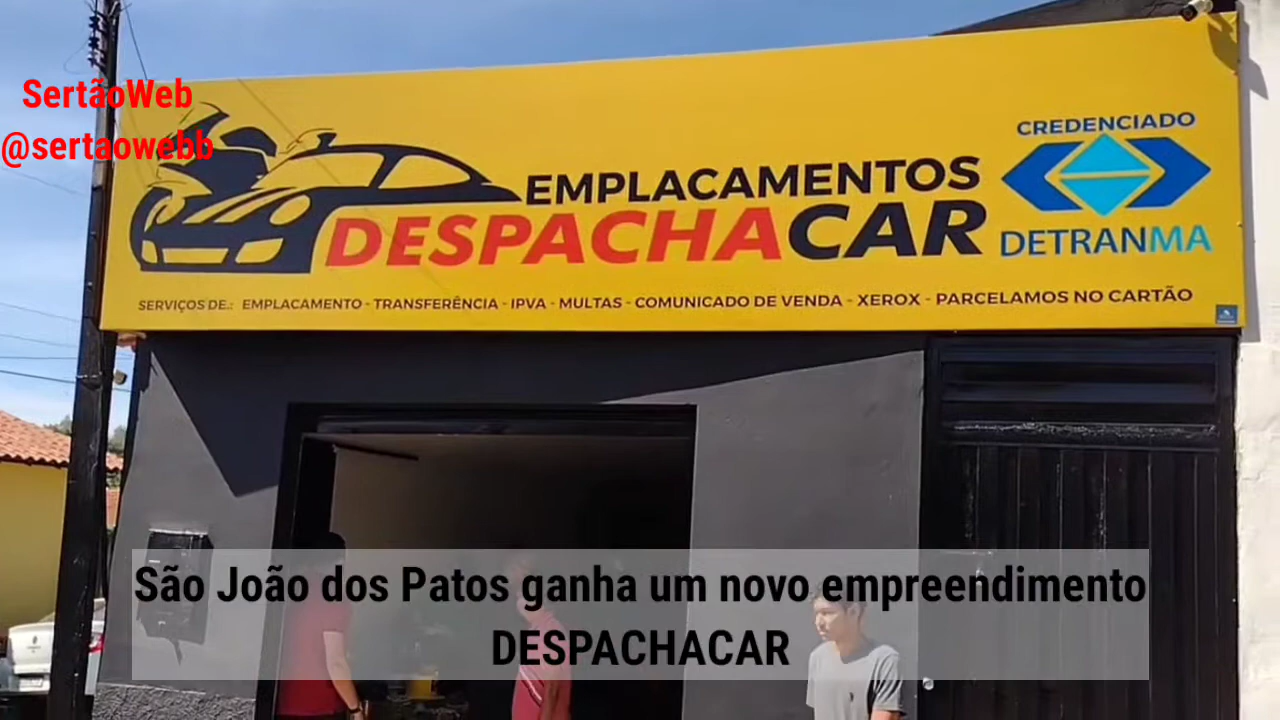 SertãoWeb
@sertaowebb
CREDENCIADO
EMPLACAMENTOS
DESPACHACAR
DETRANMA
SERVIÇOS DE.: EMPLACAMENTO - TRANSFERÊNCIA - IPVA - MULTAS - COMUNICADO DE VENDA - XEROX - PARCELAMOS NO CARTÃO
São João dos Patos ganha um novo empreendimento
DESPACHACAR